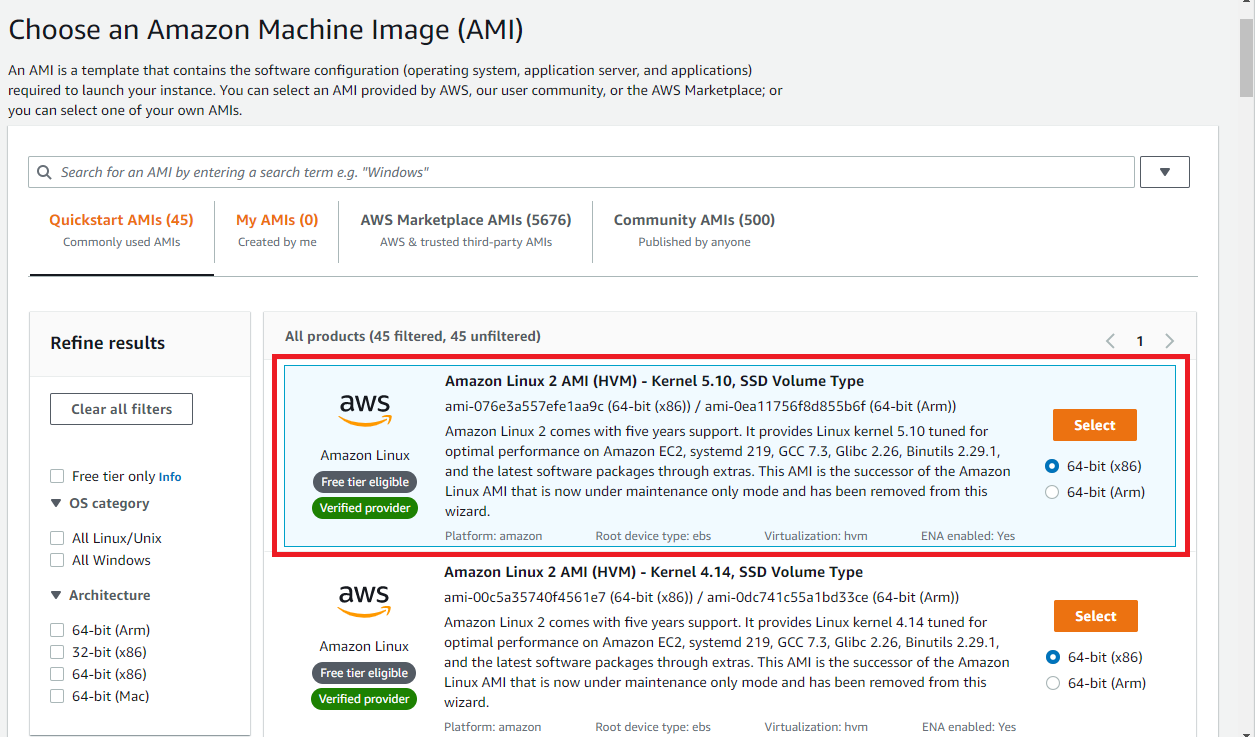 Choose an Amazon Machine Image (AMI)
An AMI is a template that contains the software configuration (operating system, application server, and applications)
required to launch your instance. You can select an AMI provided by AWS, our user community, or the AWS Marketplace; or
you can select one of your own AMIs.
Search for an AMI by entering a search term e.g. "Windows"
Quickstart AMIs (45)
Commonly used AMIs
My AMIs (0)
Created by me
AWS Marketplace AMIs (5676)
AWS & trusted third-party AMIs
Community AMIs (500)
Published by anyone
Refine results
Clear all filters
Free tier only Info
OS category
All Linux/Unix
All Windows
Architecture
64-bit (Arm)
32-bit (x86)
64-bit (x86)
64-bit (Mac)
All products (45 filtered, 45 unfiltered)
1
aws
Amazon Linux
Free tier eligible
Verified provider
Amazon Linux 2 AMI (HVM) - Kernel 5.10, SSD Volume Type
ami-076e3a557efe1aa9c (64-bit (x86)) / ami-0ea11756f8d855b6f (64-bit (Arm))
Amazon Linux 2 comes with five years support. It provides Linux kernel 5.10 tuned for
optimal performance on Amazon EC2, systemd 219, GCC 7.3, Glibc 2.26, Binutils 2.29.1,
and the latest software packages through extras. This AMI is the successor of the Amazon
Linux AMI that is now under maintenance only mode and has been removed from this
wizard.
Platform: amazon Root device type: ebs Virtualization: hvm ENA enabled: Yes
Select
64-bit (x86)
64-bit (Arm)
aws
Amazon Linux
Free tier eligible
Verified provider
Amazon Linux 2 AMI (HVM) - Kernel 4.14, SSD Volume Type
ami-00c5a35740f4561e7 (64-bit (x86)) / ami-0dc741c55a1bd33ce (64-bit (Arm))
Amazon Linux 2 comes with five years support. It provides Linux kernel 4.14 tuned for
optimal performance on Amazon EC2, systemd 219, GCC 7.3, Glibc 2.26, Binutils 2.29.1,
and the latest software packages through extras. This AMI is the successor of the Amazon
Linux AMI that is now under maintenance only mode and has been removed from this
wizard.
Platform: amazon Root device type: ebs Virtualization: hvm ENA enabled: Yes
Select
64-bit (x86)
64-bit (Arm)